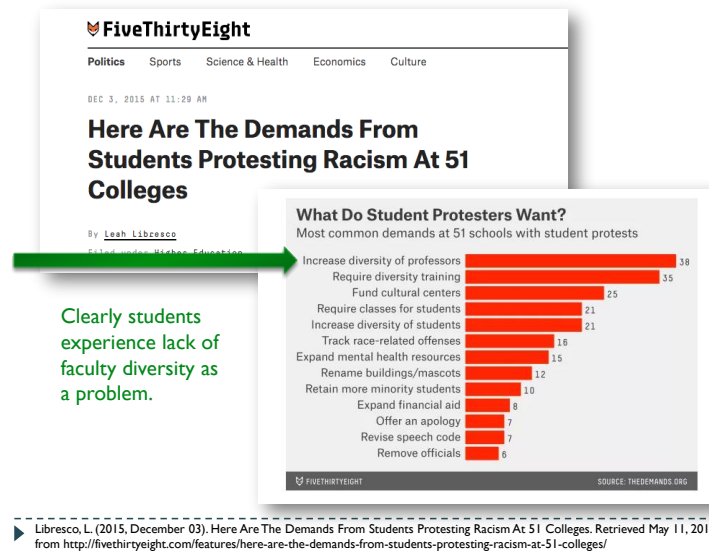 FiveThirtyEight
Politics Sports Science & Health Economics Culture
DEC 3, 2015 AT 11:29 AM
Here Are The Demands From
Students Protesting Racism At 51
Colleges
By Leah Libresco
Filed under Higher Education
Clearly students
experience lack of
faculty diversity as
a problem.
What Do Student Protesters Want?
Most common demands at 51 schools with student protests
Increase diversity of professors 38
Require diversity training 35
Fund cultural centers 25
Require classes for students 21
Increase diversity of students 21
Track race-related offenses 16
Expand mental health resources 15
Rename buildings/mascots 12
Retain more minority students 10
Expand financial aid 8
Offer an apology 7
Revise speech code 7
Remove officials 6
FIVETHIRTYEIGHT SOURCE: THEDEMANDS.ORG
Libresco, L. (2015, December 03). Here Are The Demands From Students Protesting Racism At 51 Colleges. Retrieved May 11, 201
from http://fivethirtyeight.com/features/here-are-the-demands-from-students-protesting-racism-at-51-colleges/